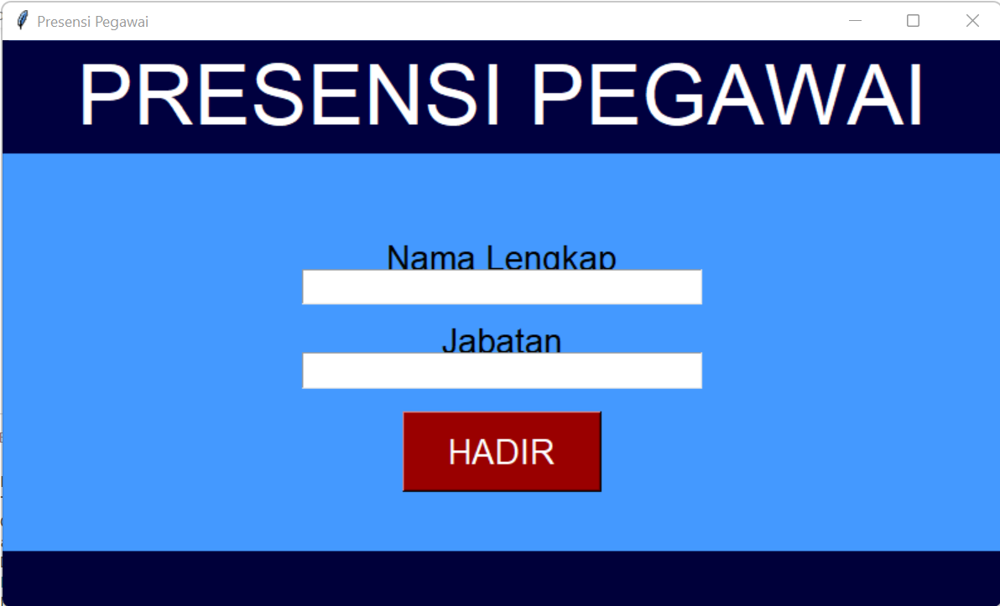 Presensi Pegawai
PRESENSI PEGAWAI
Nama Lengkap
Jabatan
HADIR